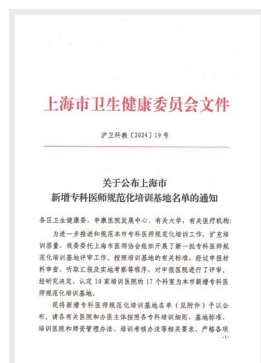 上海市卫生健康委员会文件
沪卫科教〔2024〕19号
关于公布上海市
新增专科医师规范化培训基地名单的通知
各区卫生健康委，申康医院发展中心、有关大学，有关医疗机构：
为进一步推进和规范本市专科医师规范化培训工作，扩充培
训容量，我委委托上海市医师协会组织开展了新一批专科医师规
范化培训基地评审工作。按照培训基地的有关标准，经过申报材
料审查、听取汇报及实地考察等程序，对申报医院进行了评审。
经研究决定，认定10家培训医院的17个科室为本市新增专科医
师规范化培训基地。
现将新增专科医师规范化培训基地名单（见附件）予以公
布，请各有关医院和办医主体按照各专科培训细则、基地标准、
培训医院和师资管理办法、培训考核办法等相关要求，严格各项